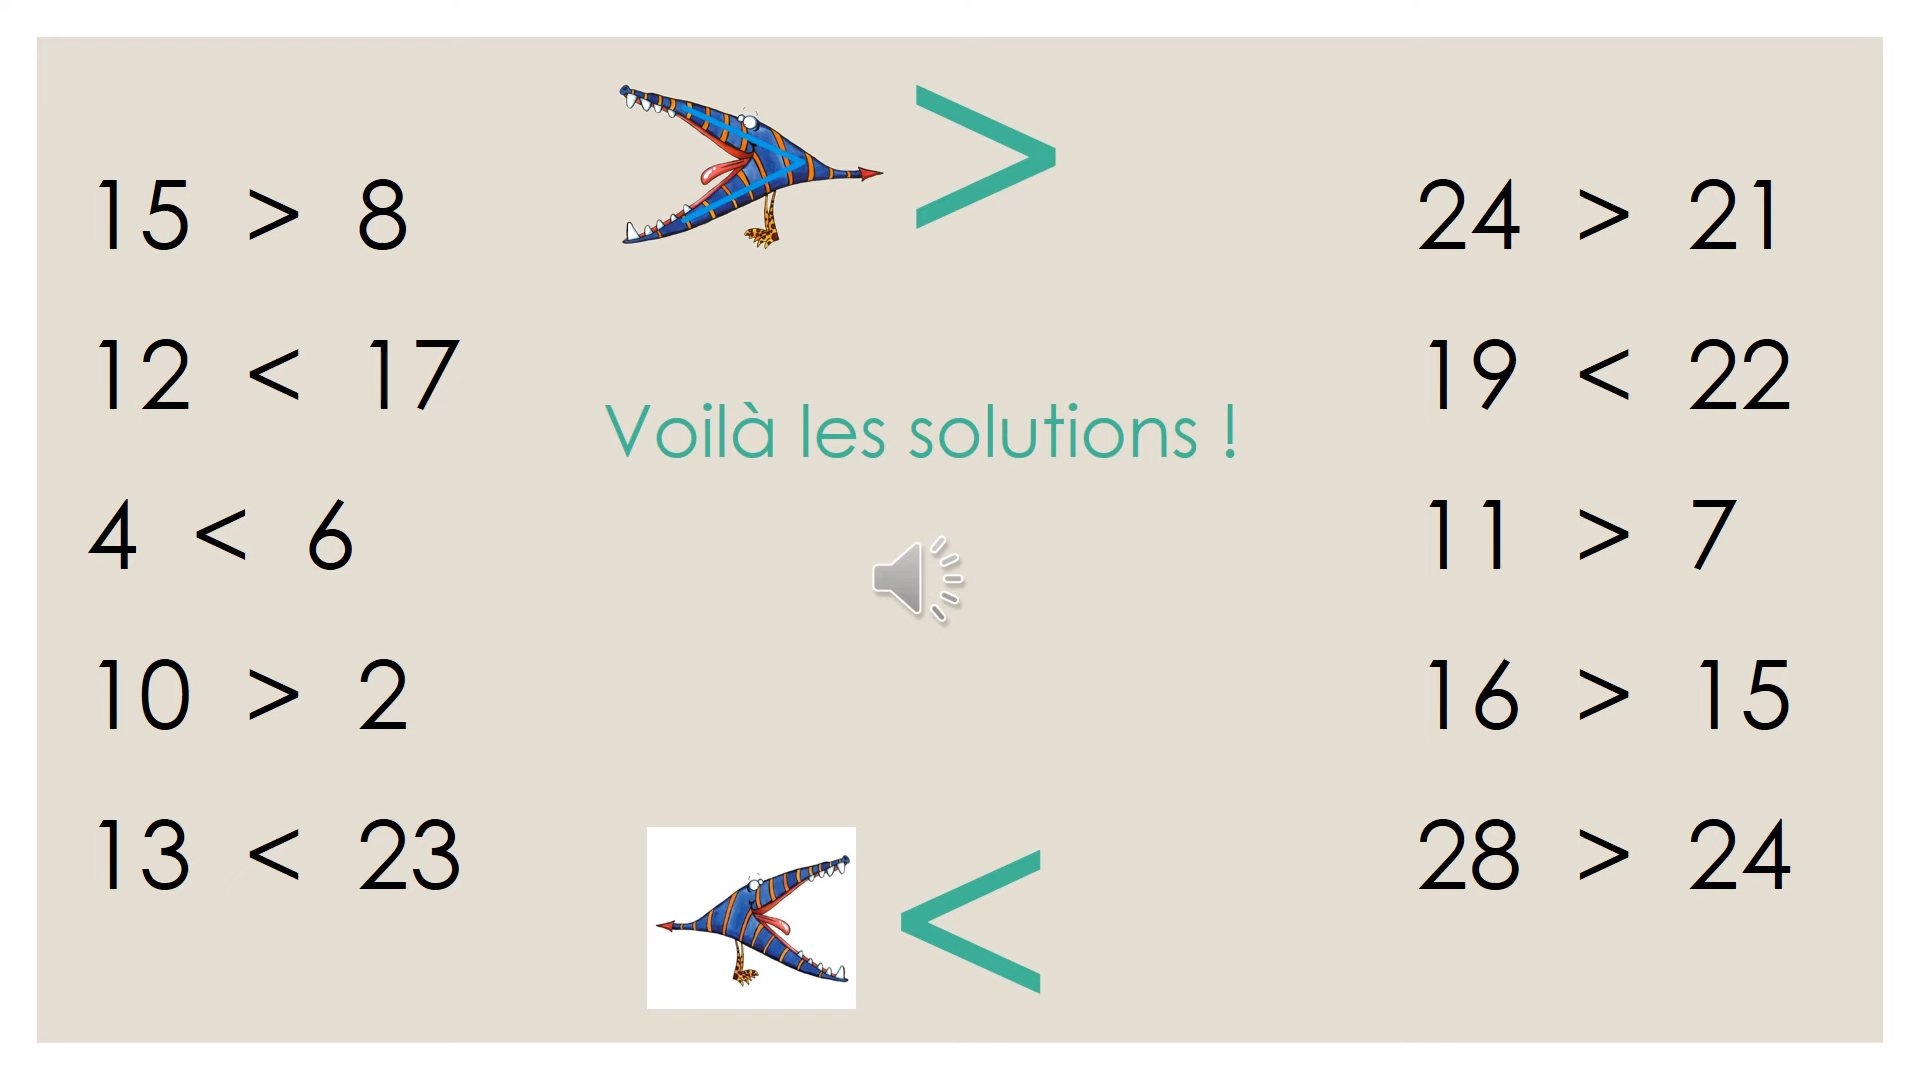 >
15 > 8
12 < 17
4 < 6
10 > 2
13 < 23
Voilà les solutions !
<
24 > 21
19 < 22
11 > 7
16 > 15
28 > 24